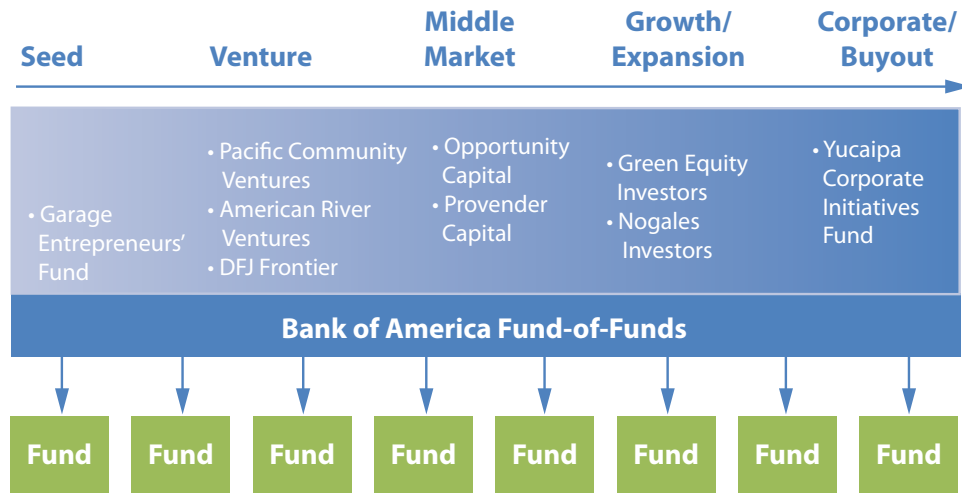 Seed
Venture
Middle
Market
Growth/
Expansion
Corporate/
Buyout
• Garage
Entrepreneurs’
Fund
• Pacific Community
Ventures
• American River
Ventures
• DFJ Frontier
• Opportunity
Capital
• Provender
Capital
• Green Equity
Investors
• Nogales
Investors
• Yucaipa
Corporate
Initiatives
Fund
Bank of America Fund-of-Funds
Fund
Fund
Fund
Fund
Fund
Fund
Fund
Fund